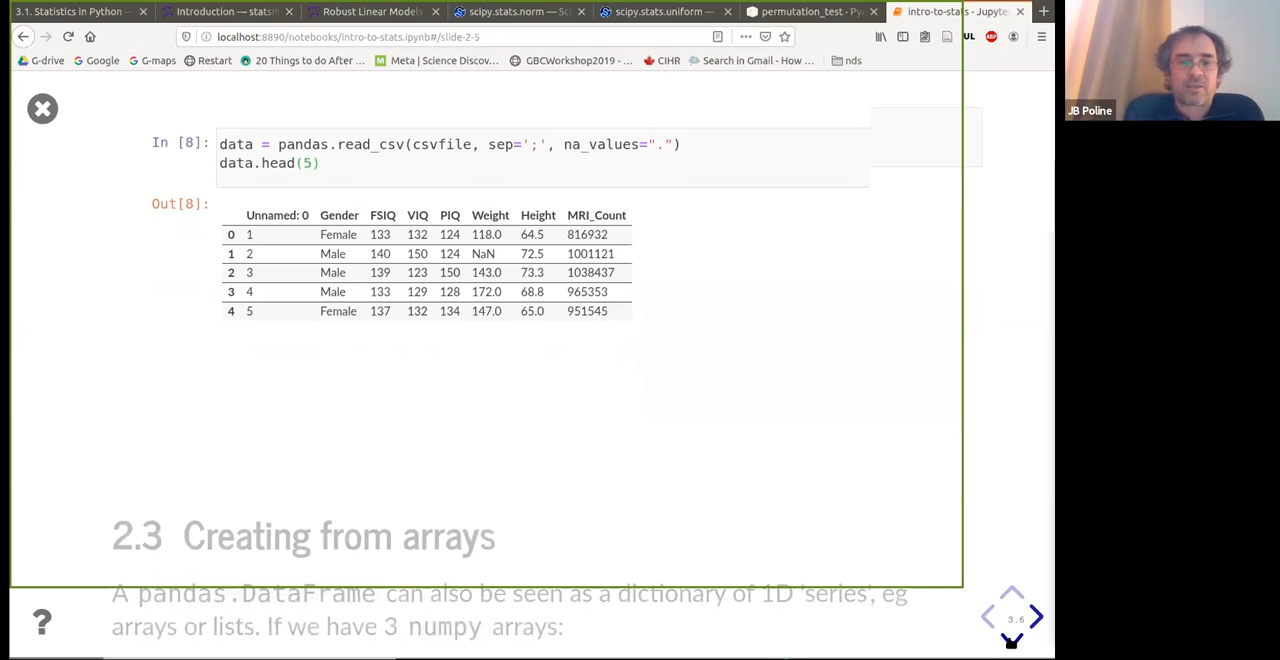 3.1. Statistics in Python
Introduction — statsm
Robust Linear Models
scipy.stats.norm — Sci
scipy.stats.uniform —
permutation_test - Py
intro-to-stats - Jupyte
localhost:8890/notebooks/intro-to-stats.ipynb#/slide-2-5
UL
ABP
G-drive
Google
G-maps
Restart
20 Things to do After ...
Meta | Science Discov...
GBCWorkshop2019 - ...
CIHR
Search in Gmail - How ...
nds
JB Poline
In [8]: data = pandas.read_csv(csvfile, sep=';', na_values=".")
data.head(5)
Out[8]:
Unnamed: 0 Gender FSIQ VIQ PIQ Weight Height MRI_Count
0 1 Female 133 132 124 118.0 64.5 816932
1 2 Male 140 150 124 NaN 72.5 1001121
2 3 Male 139 123 150 143.0 73.3 1038437
3 4 Male 133 129 128 172.0 68.8 965353
4 5 Female 137 132 134 147.0 65.0 951545
2.3 Creating from arrays
A pandas.DataFrame can also be seen as a dictionary of 1D 'series', eg
arrays or lists. If we have 3 numpy arrays:
?
3.6